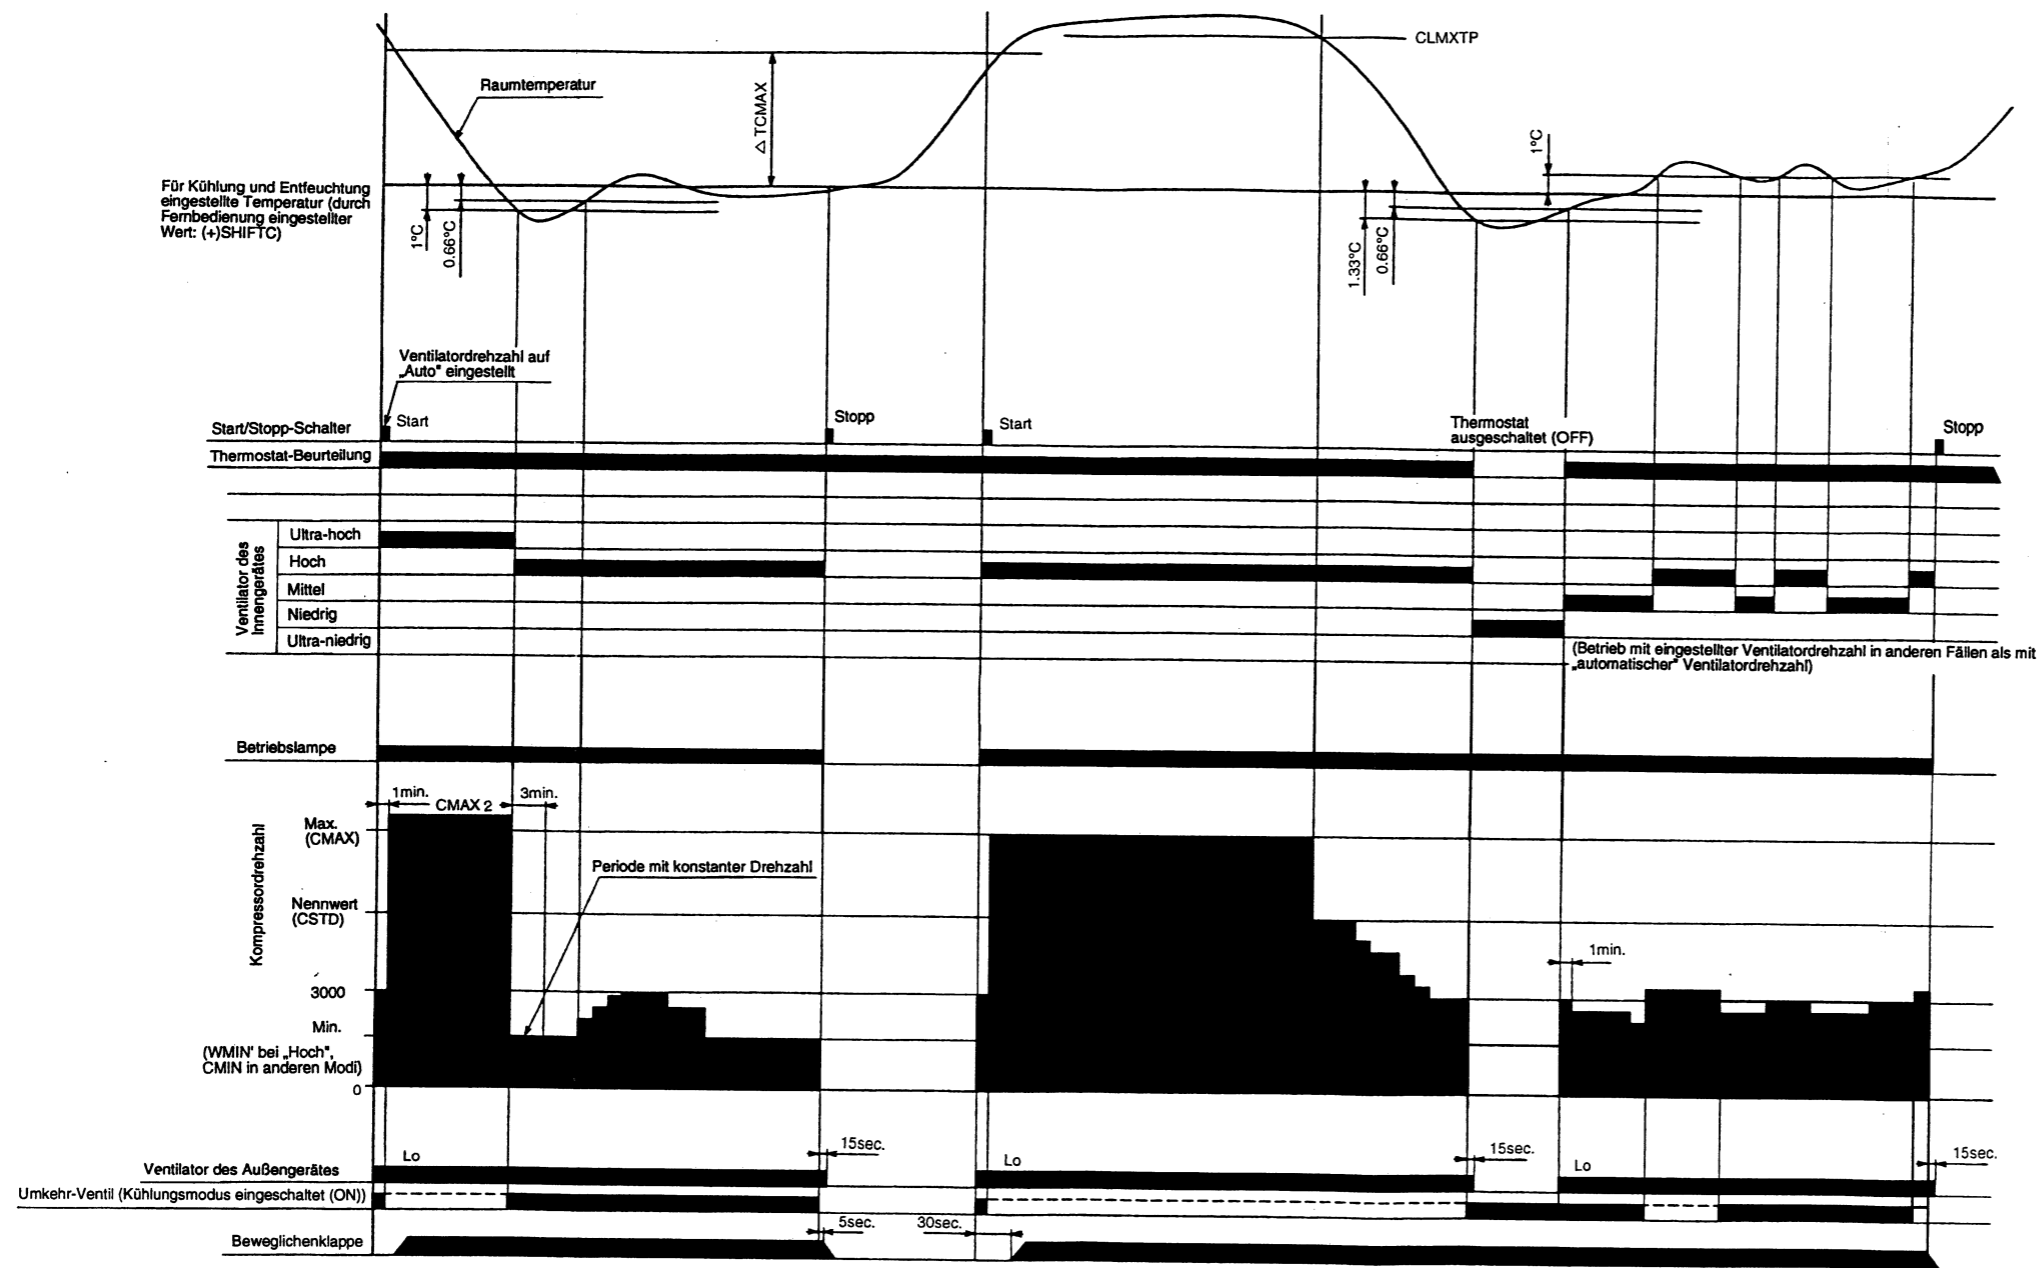 CLMXTP
Raumtemperatur
△ TCMAX
1°C
Für Kühlung und Entfeuchtung
eingestellte Temperatur (durch
Fernbedienung eingestellter
Wert: (+)SHIFTC)
1°C
0.66°C
1.33°C
0.66°C
Ventilatordrehzahl auf
„Auto" eingestellt
Start/Stopp-Schalter
Start
Stopp
Start
Thermostat
ausgeschaltet (OFF)
Stopp
Thermostat-Beurteilung
Ventilator des
Innengerätes
Ultra-hoch
Hoch
Mittel
Niedrig
Ultra-niedrig
(Betrieb mit eingestellter Ventilatordrehzahl in anderen Fällen als mit
„automatischer" Ventilatordrehzahl)
Betriebslampe
Kompressordrehzahl
1min.
CMAX 2
3min.
Max.
(CMAX)
Periode mit konstanter Drehzahl
Nennwert
(CSTD)
1min.
3000
Min.
(WMIN' bei „Hoch",
CMIN in anderen Modi)
0
15sec.
15sec.
15sec.
Lo
Lo
Lo
Ventilator des Außengerätes
Umkehr-Ventil (Kühlungsmodus eingeschaltet (ON))
5sec.
30sec.
Beweglichenklappe